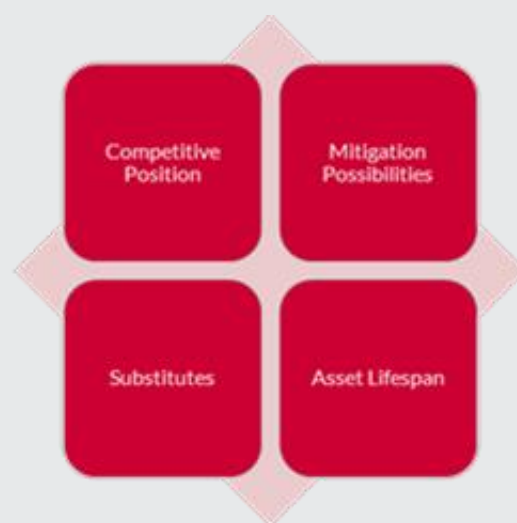 Competitive
Position
Mitigation
Possibilities
Substitutes
Asset Lifespan